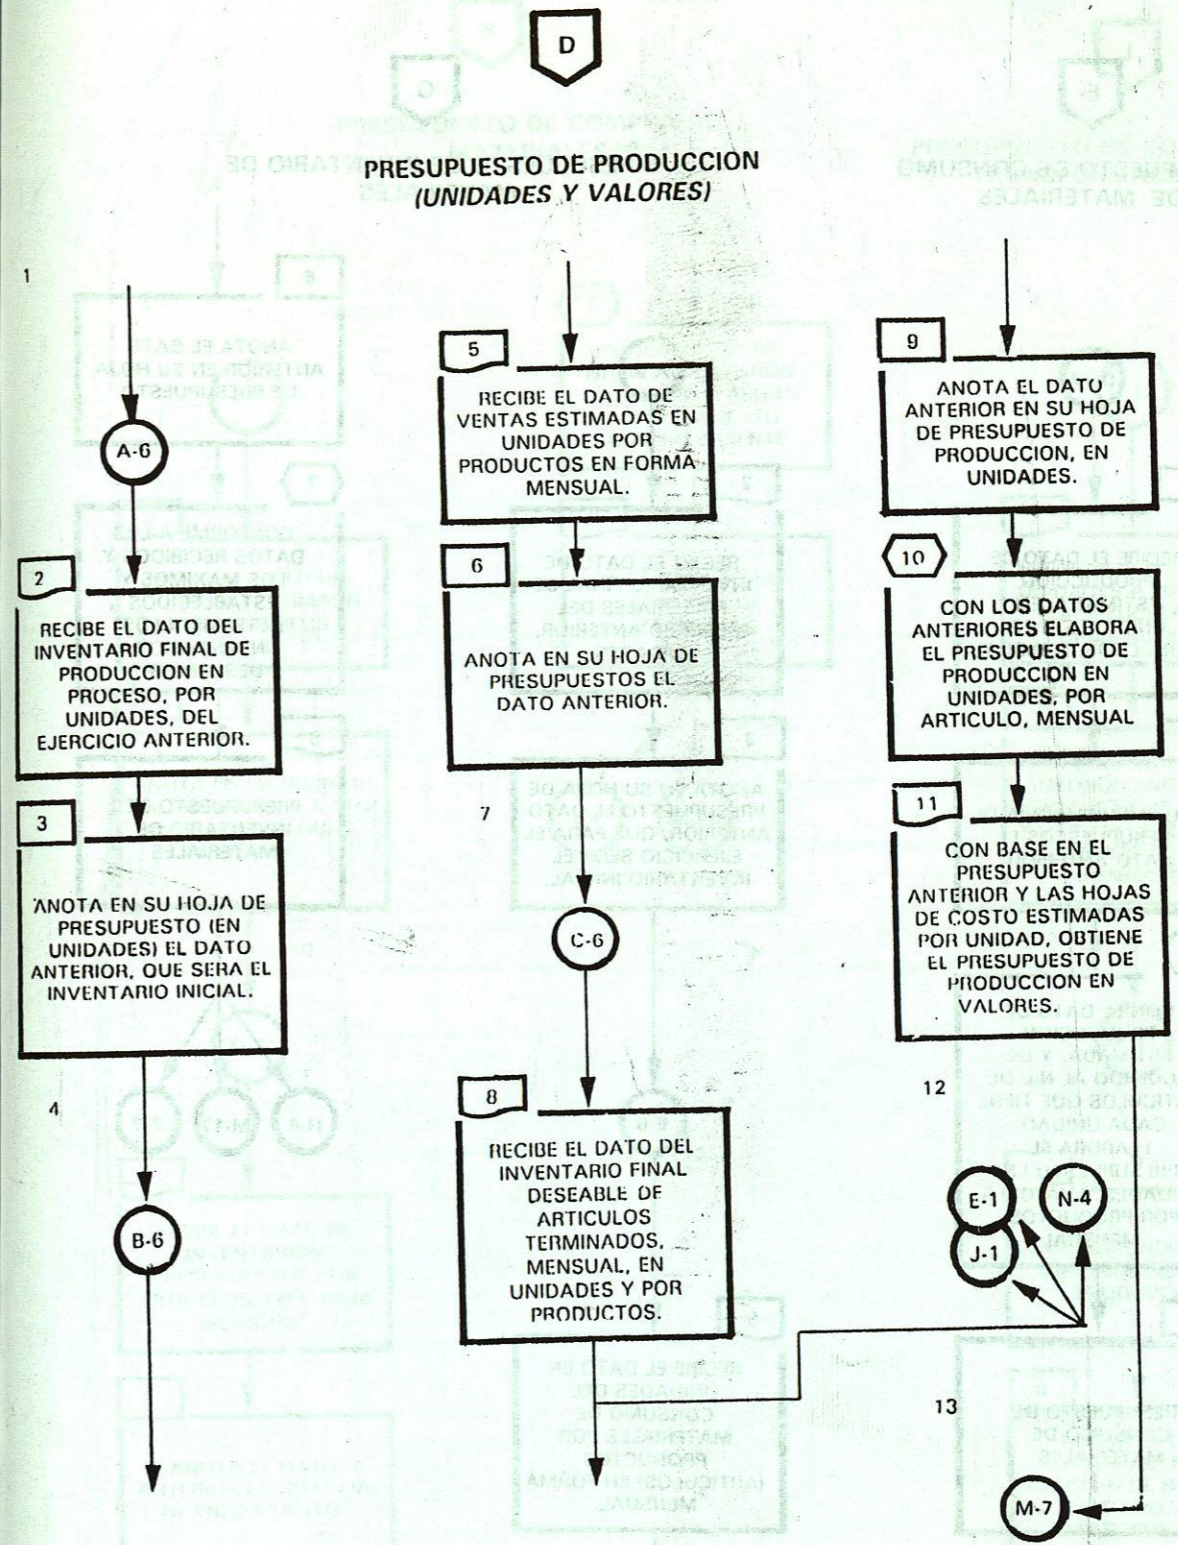 D
PRESUPUESTO DE PRODUCCION
(UNIDADES Y VALORES)
1
A-6
2
RECIBE EL DATO DEL
INVENTARIO FINAL DE
PRODUCCION EN
PROCESO, POR
UNIDADES, DEL
EJERCICIO ANTERIOR.
3
ANOTA EN SU HOJA DE
PRESUPUESTO (EN
UNIDADES) EL DATO
ANTERIOR, QUE SERA EL
INVENTARIO INICIAL.
4
B-6
5
RECIBE EL DATO DE
VENTAS ESTIMADAS EN
UNIDADES POR
PRODUCTOS EN FORMA
MENSUAL.
6
ANOTA EN SU HOJA DE
PRESUPUESTOS EL
DATO ANTERIOR.
7
C-6
8
RECIBE EL DATO DEL
INVENTARIO FINAL
DESEABLE DE
ARTICULOS
TERMINADOS,
MENSUAL, EN
UNIDADES Y POR
PRODUCTOS.
9
ANOTA EL DATO
ANTERIOR EN SU HOJA
DE PRESUPUESTO DE
PRODUCCION, EN
UNIDADES.
10
CON LOS DATOS
ANTERIORES ELABORA
EL PRESUPUESTO DE
PRODUCCION EN
UNIDADES, POR
ARTICULO, MENSUAL
11
CON BASE EN EL
PRESUPUESTO
ANTERIOR Y LAS HOJAS
DE COSTO ESTIMADAS
POR UNIDAD, OBTIENE
EL PRESUPUESTO DE
PRODUCCION EN
VALORES.
12
E-1
N-4
J-1
13
M-7